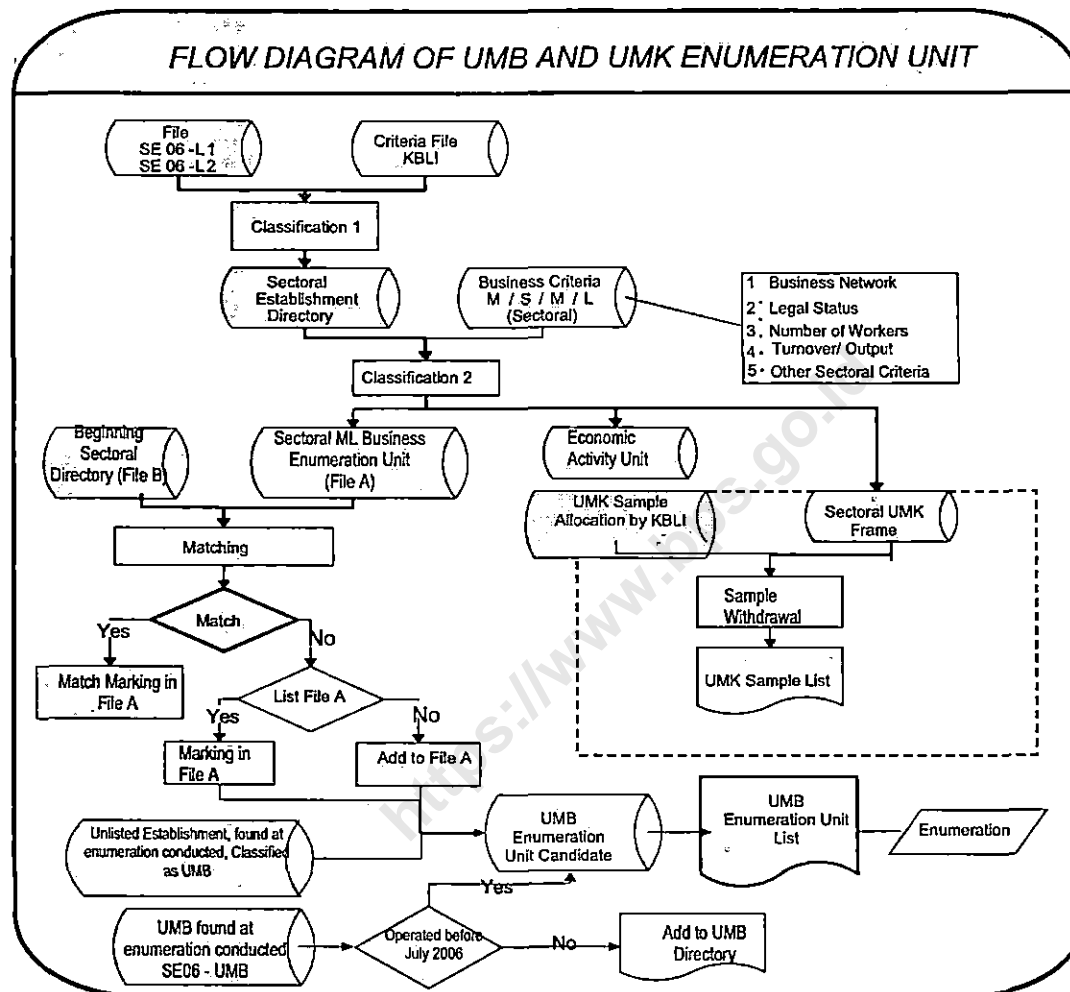 FLOW DIAGRAM OF UMB AND UMK ENUMERATION UNIT
File
SE 06 -L1
SE 06 -L2
Criteria File
KBLI
Classification 1
Sectoral
Establishment
Directory
Business Criteria
M / S / M / L
(Sectoral)
1 Business Network
2. Legal Status
3. Number of Workers
4. Turnover/ Output
5. Other Sectoral Criteria
Classification 2
Beginning
Sectoral
Directory (File B)
Sectoral ML Business
Enumeration Unit
(File A)
Economic
Activity Unit
UMK Sample
Allocation by KBLI
Sectoral UMK
Frame
Matching
Sample
Withdrawal
Match
Yes
No
UMK Sample List
Match Marking in
File A
List File A
Yes
No
Marking in
File A
Add to File A
Unlisted Establishment, found at
enumeration conducted, Classified
as UMB
UMB
Enumeration
Unit Candidate
UMB
Enumeration Unit
List
Enumeration
Yes
UMB found at
enumeration conducted
SE06 - UMB
Operated before
July 2006
No
Add to UMB
Directory
https://www.bps.go.id